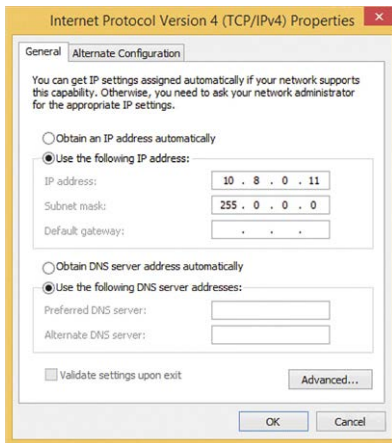 Internet Protocol Version 4 (TCP/IPv4) Properties
General
Alternate Configuration
You can get IP settings assigned automatically if your network supports
this capability. Otherwise, you need to ask your network administrator
for the appropriate IP settings.
Obtain an IP address automatically
Use the following IP address:
IP address: 10 . 8 . 0 . 11
Subnet mask: 255 . 0 . 0 . 0
Default gateway: . . .
Obtain DNS server address automatically
Use the following DNS server addresses:
Preferred DNS server:
Alternate DNS server:
Validate settings upon exit
Advanced...
OK
Cancel